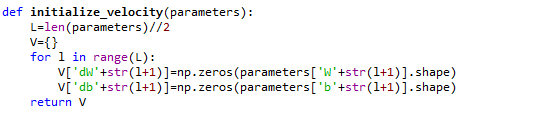 def initialize_velocity(parameters):
    L=len(parameters)//2
    V={}
    for l in range(L):
        V['dW'+str(l+1)]=np.zeros(parameters['W'+str(l+1)].shape)
        V['db'+str(l+1)]=np.zeros(parameters['b'+str(l+1)].shape)
    return V